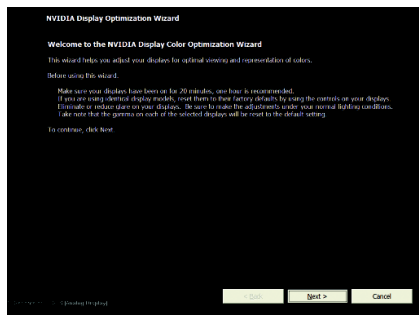 NVIDIA Display Optimization Wizard
Welcome to the NVIDIA Display Color Optimization Wizard
This wizard helps you adjust your displays for optimal viewing and representation of colors.
Before using this wizard.
Make sure your displays have been on for 20 minutes, one hour is recommended.
If you are using identical display models, reset them to their factory defaults by using the controls on your displays
Eliminate or reduce glare on your displays. Be sure to make the adjustments under your normal lighting conditions.
Take note that the gamma on each of the selected displays will be reset to the default setting
To continue, click Next
< Back Next > Cancel
(Analog Display)